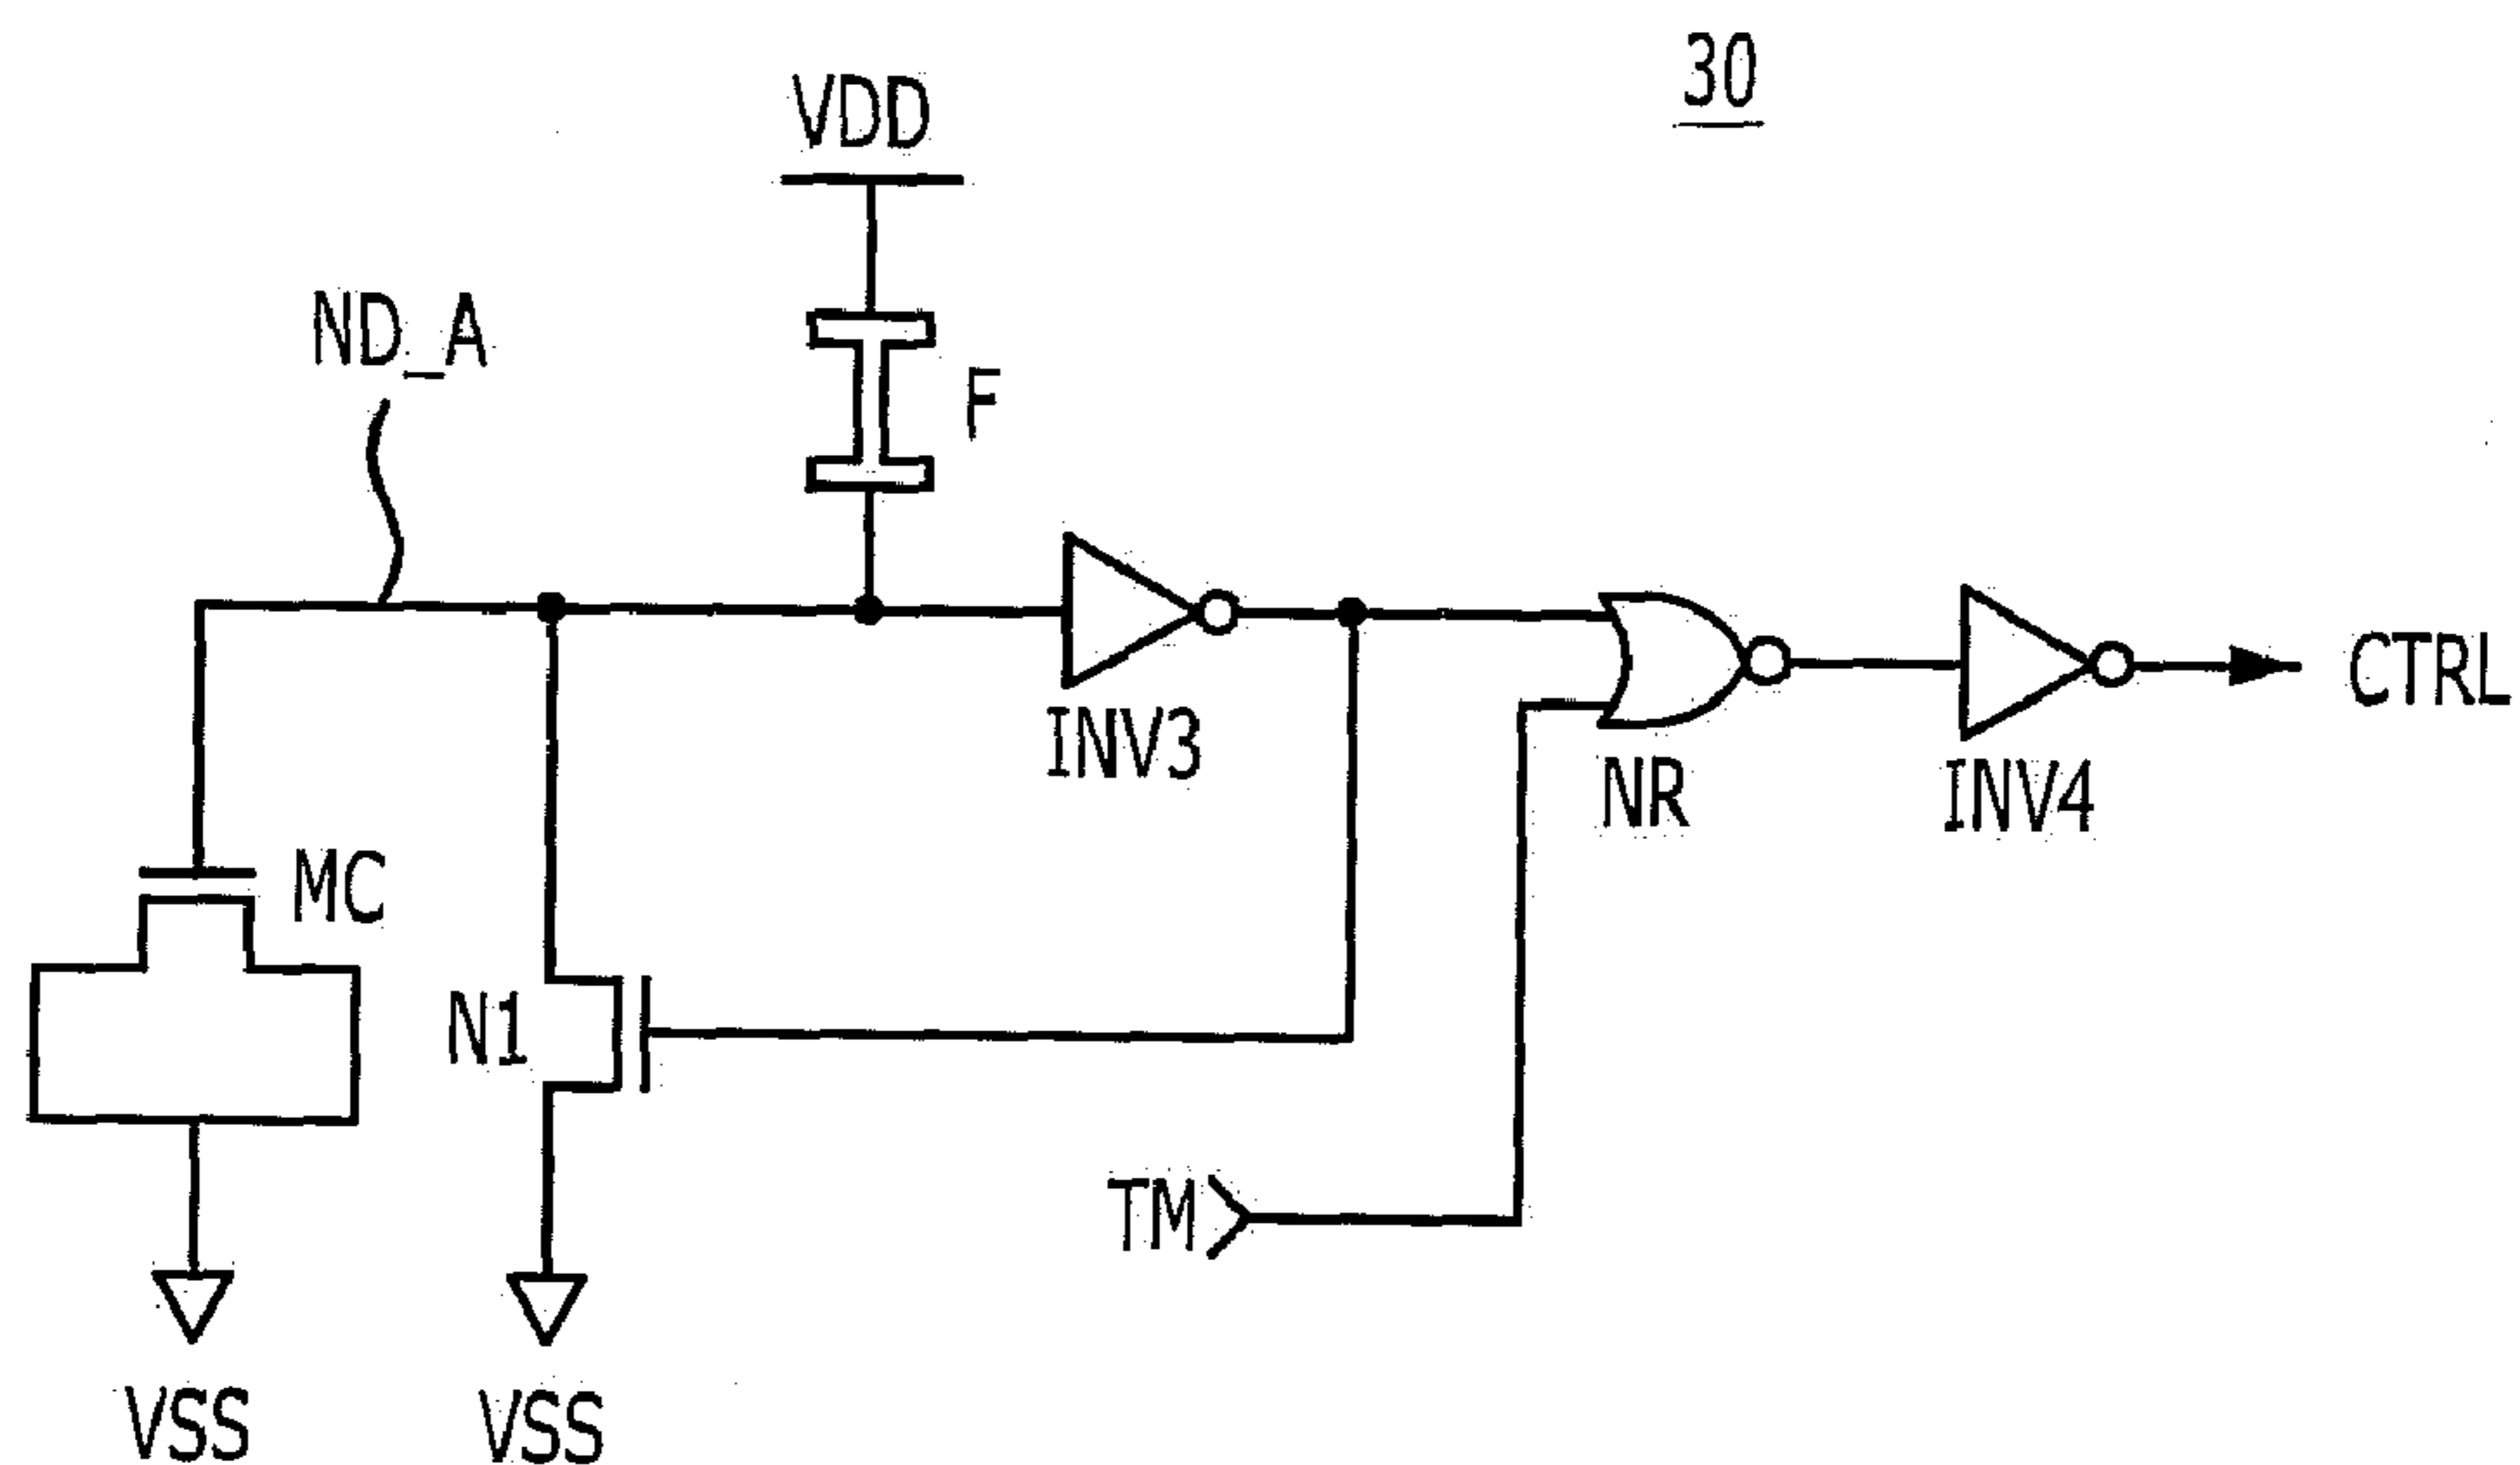 30
VDD
ND_A
F
INV3
NR
INV4
CTRL
MC
N1
TM
VSS
VSS